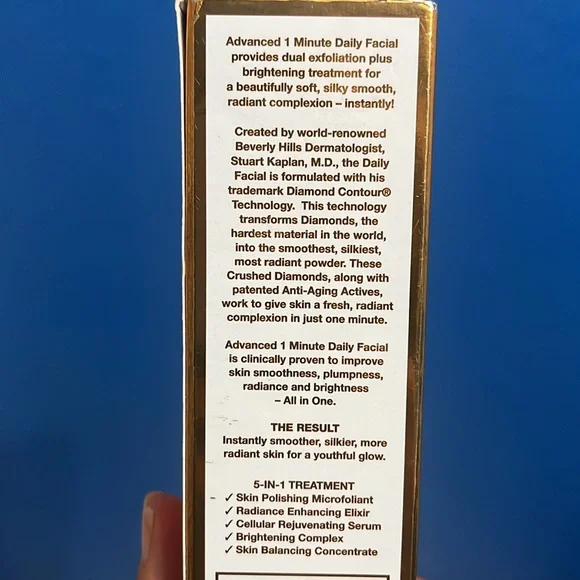 Advanced 1 Minute Daily Facial
provides dual exfoliation plus
brightening treatment for
a beautifully soft, silky smooth,
radiant complexion – instantly!
Created by world-renowned
Beverly Hills Dermatologist,
Stuart Kaplan, M.D., the Daily
Facial is formulated with his
trademark Diamond Contour®
Technology. This technology
transforms Diamonds, the
hardest material in the world,
into the smoothest, silkiest,
most radiant powder. These
Crushed Diamonds, along with
patented Anti-Aging Actives,
work to give skin a fresh, radiant
complexion in just one minute.
Advanced 1 Minute Daily Facial
is clinically proven to improve
skin smoothness, plumpness,
radiance and brightness
– All in One.
THE RESULT
Instantly smoother, silkier, more
radiant skin for a youthful glow.
5-IN-1 TREATMENT
✓ Skin Polishing Microfoliant
✓ Radiance Enhancing Elixir
✓ Cellular Rejuvenating Serum
✓ Brightening Complex
✓ Skin Balancing Concentrate